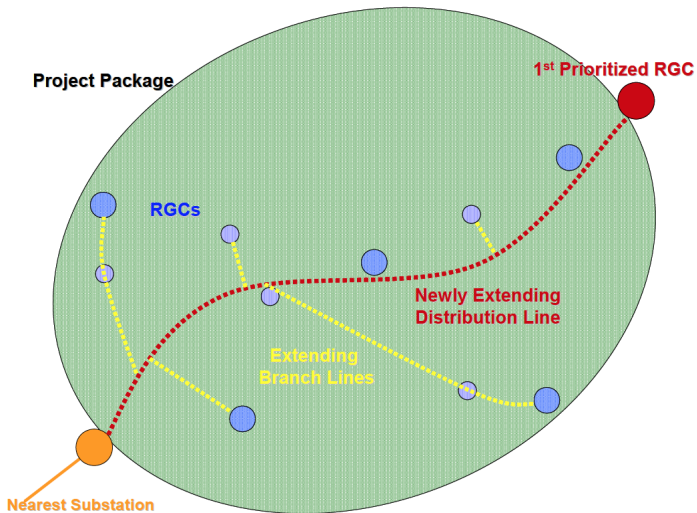 1st Prioritized RGC
Project Package
RGCs
Newly Extending
Distribution Line
Extending
Branch Lines
Nearest Substation